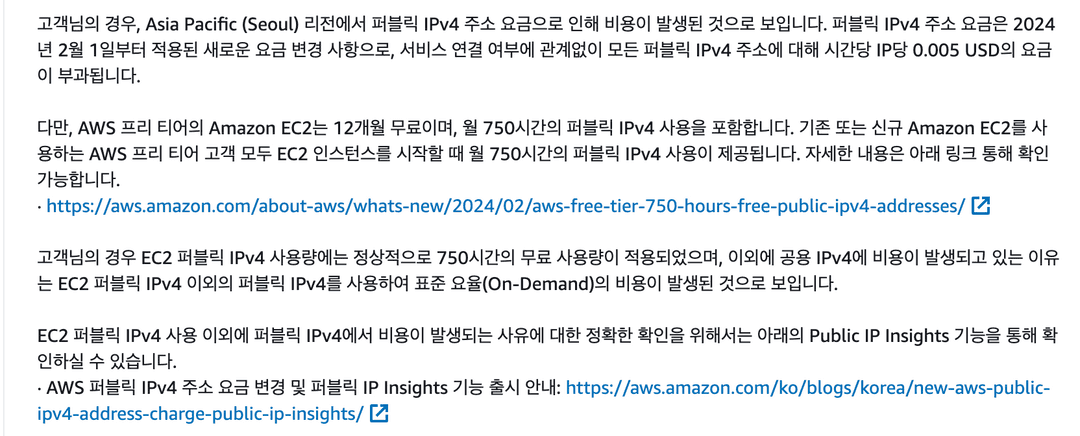 고객님의 경우, Asia Pacific (Seoul) 리전에서 퍼블릭 IPv4 주소 요금으로 인해 비용이 발생된 것으로 보입니다. 퍼블릭 IPv4 주소 요금은 2024
년 2월 1일부터 적용된 새로운 요금 변경 사항으로, 서비스 연결 여부에 관계없이 모든 퍼블릭 IPv4 주소에 대해 시간당 IP당 0.005 USD의 요금
이 부과됩니다.
다만, AWS 프리 티어의 Amazon EC2는 12개월 무료이며, 월 750시간의 퍼블릭 IPv4 사용을 포함합니다. 기존 또는 신규 Amazon EC2를 사
용하는 AWS 프리 티어 고객 모두 EC2 인스턴스를 시작할 때 월 750시간의 퍼블릭 IPv4 사용이 제공됩니다. 자세한 내용은 아래 링크 통해 확인
가능합니다.
· https://aws.amazon.com/about-aws/whats-new/2024/02/aws-free-tier-750-hours-free-public-ipv4-addresses/
고객님의 경우 EC2 퍼블릭 IPv4 사용량에는 정상적으로 750시간의 무료 사용량이 적용되었으며, 이외에 공용 IPv4에 비용이 발생되고 있는 이유
는 EC2 퍼블릭 IPv4 이외의 퍼블릭 IPv4를 사용하여 표준 요율(On-Demand)의 비용이 발생된 것으로 보입니다.
EC2 퍼블릭 IPv4 사용 이외에 퍼블릭 IPv4에서 비용이 발생되는 사유에 대한 정확한 확인을 위해서는 아래의 Public IP Insights 기능을 통해 확
인하실 수 있습니다.
· AWS 퍼블릭 IPv4 주소 요금 변경 및 퍼블릭 IP Insights 기능 출시 안내: https://aws.amazon.com/ko/blogs/korea/new-aws-public-
ipv4-address-charge-public-ip-insights/